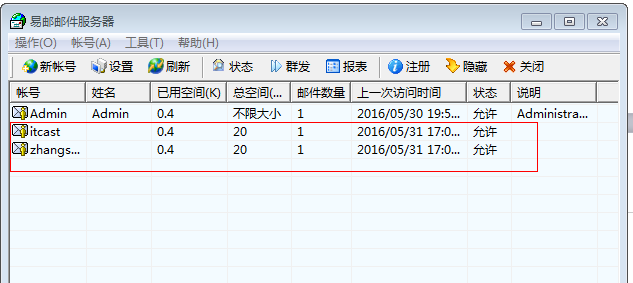 易邮邮件服务器
操作(O) 帐号(A) 工具(T) 帮助(H)
新帐号 设置 刷新 状态 群发 报表 注册 隐藏 关闭
帐号 姓名 已用空间(K) 总空间(... 邮件数量 上一次访问时间 状态 说明
Admin Admin 0.4 不限大小 1 2016/05/30 19:5... 允许 Administra...
itcast 0.4 20 1 2016/05/31 17:0... 允许
zhangs... 0.4 20 1 2016/05/31 17:0... 允许